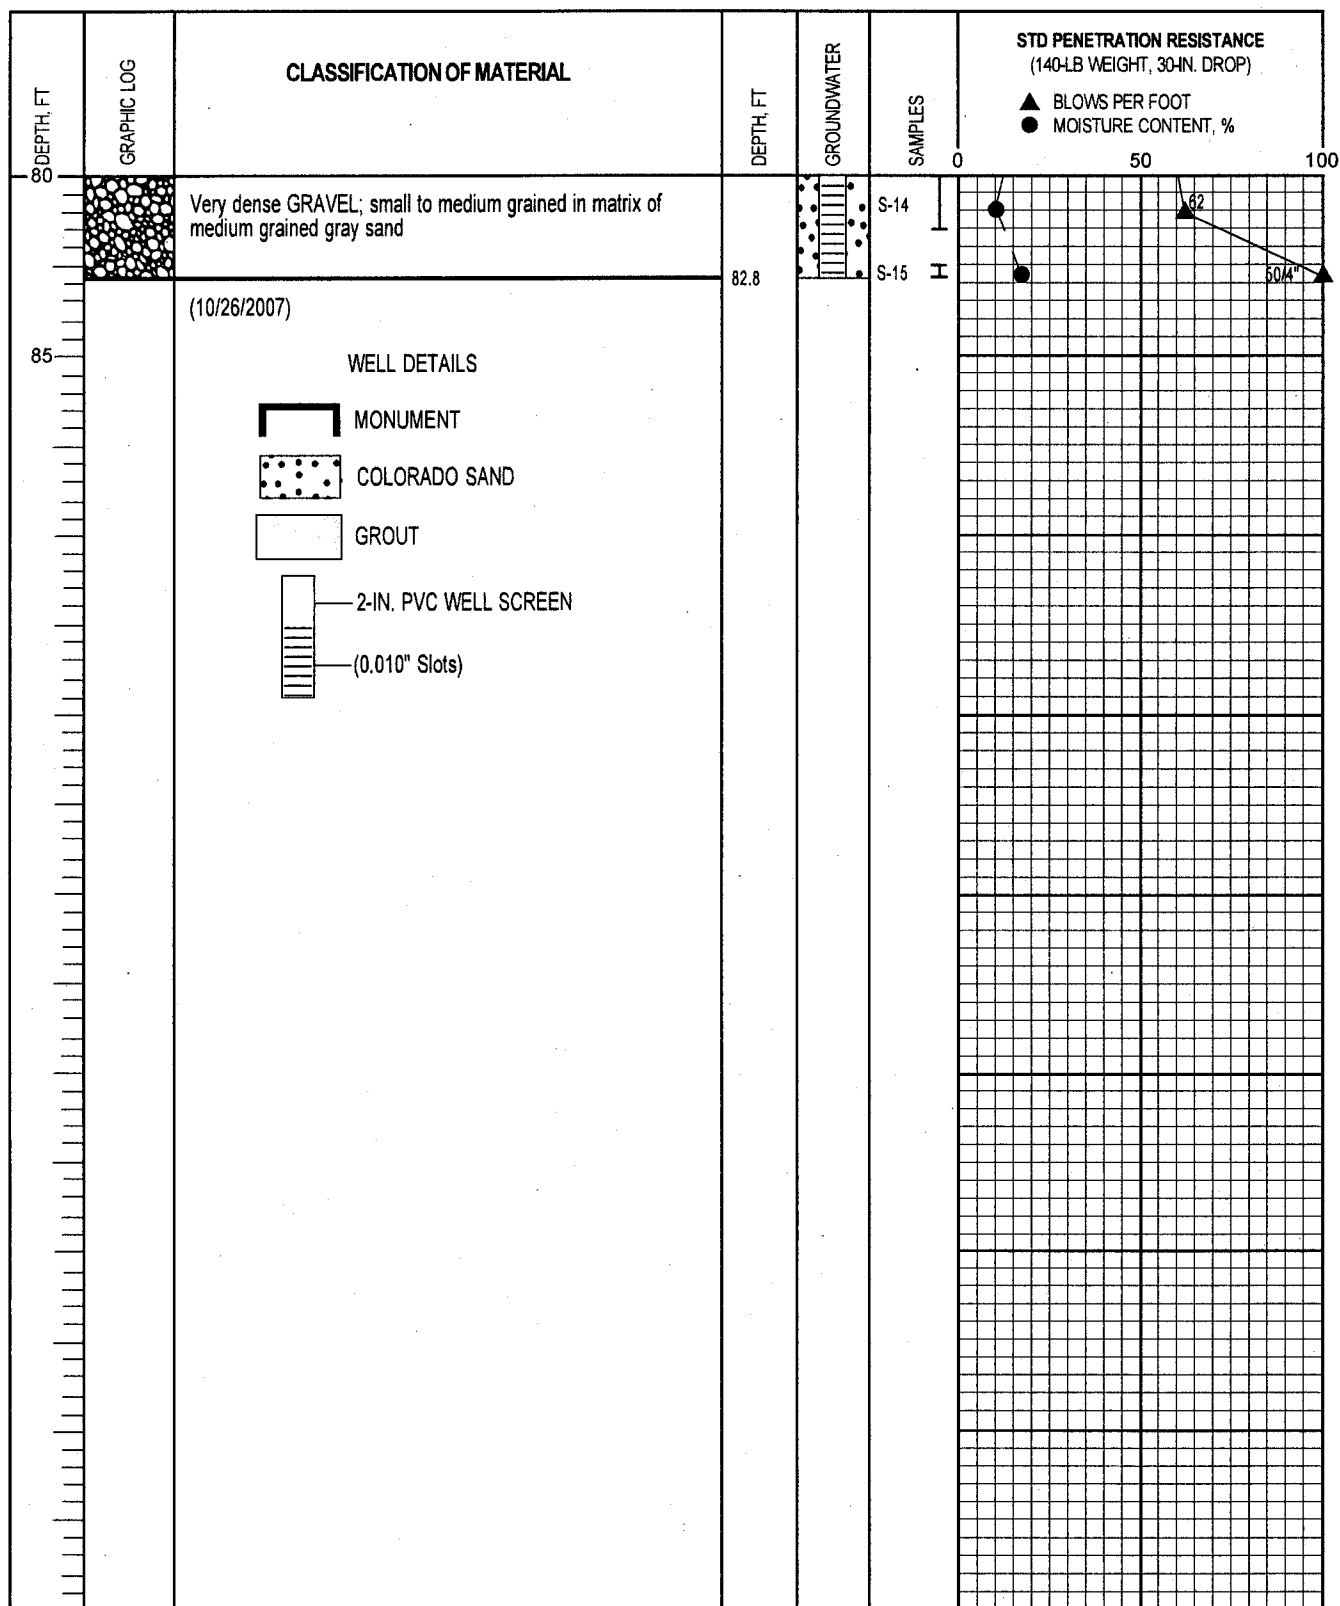 DEPTH, FT
GRAPHIC LOG
CLASSIFICATION OF MATERIAL
DEPTH, FT
GROUNDWATER
SAMPLES
STD PENETRATION RESISTANCE
(140-LB WEIGHT, 30-IN. DROP)
BLOWS PER FOOT
MOISTURE CONTENT, %
0 50 100
80
Very dense GRAVEL; small to medium grained in matrix of
medium grained gray sand
S-14
62
82.8
S-15
50/4"
(10/26/2007)
85
WELL DETAILS
MONUMENT
COLORADO SAND
GROUT
2-IN. PVC WELL SCREEN
(0.010" Slots)